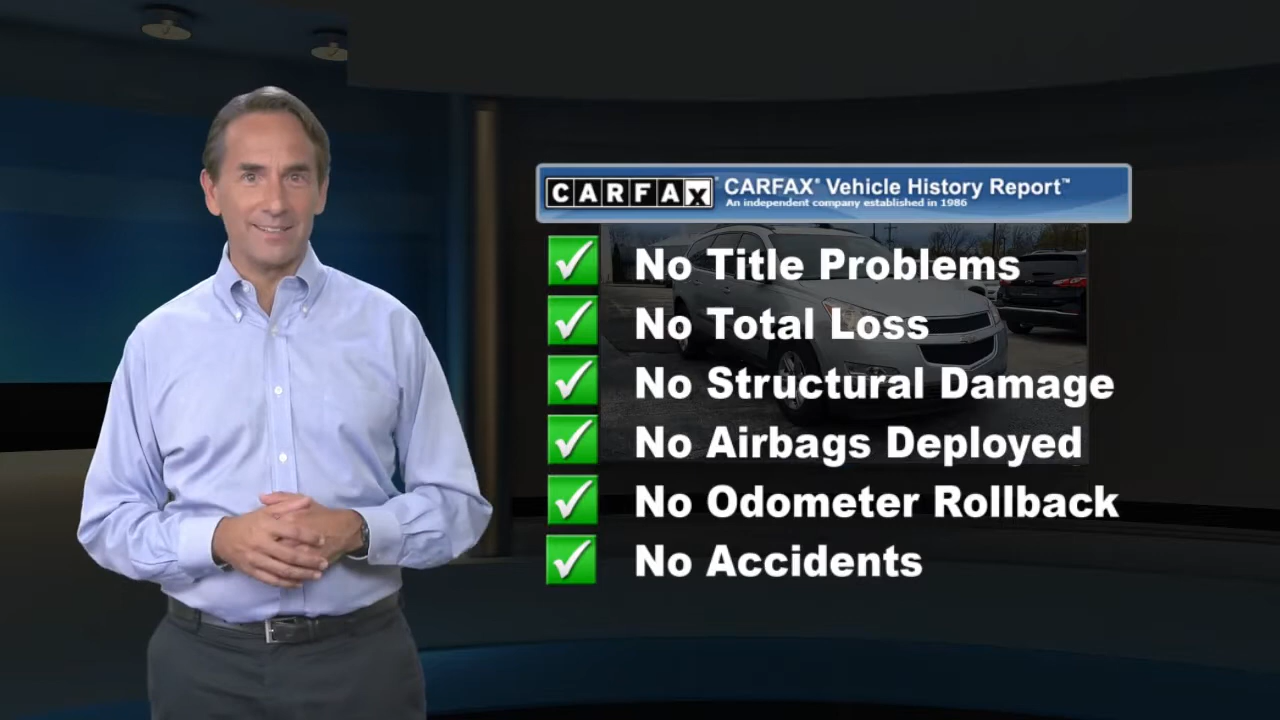 CARFAX® CARFAX® Vehicle History Report™
An independent company established in 1986
No Title Problems
No Total Loss
No Structural Damage
No Airbags Deployed
No Odometer Rollback
No Accidents